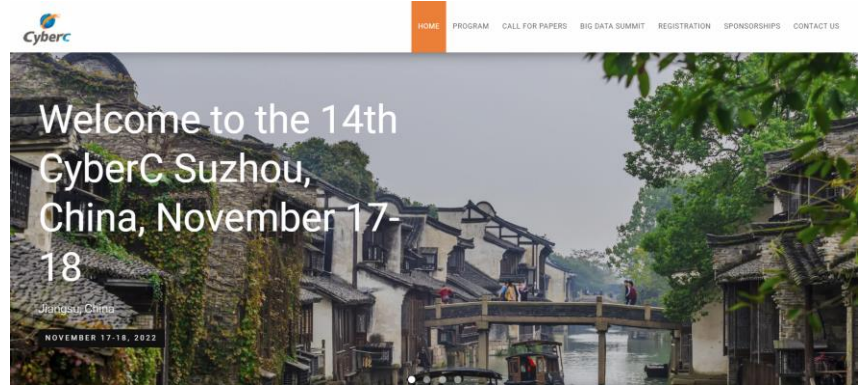 Cyberc
HOME PROGRAM CALL FOR PAPERS BIG DATA SUMMIT REGISTRATION SPONSORSHIPS CONTACT US
Welcome to the 14th
CyberC Suzhou,
China, November 17-
18
Jiangsu, China
NOVEMBER 17-18, 2022